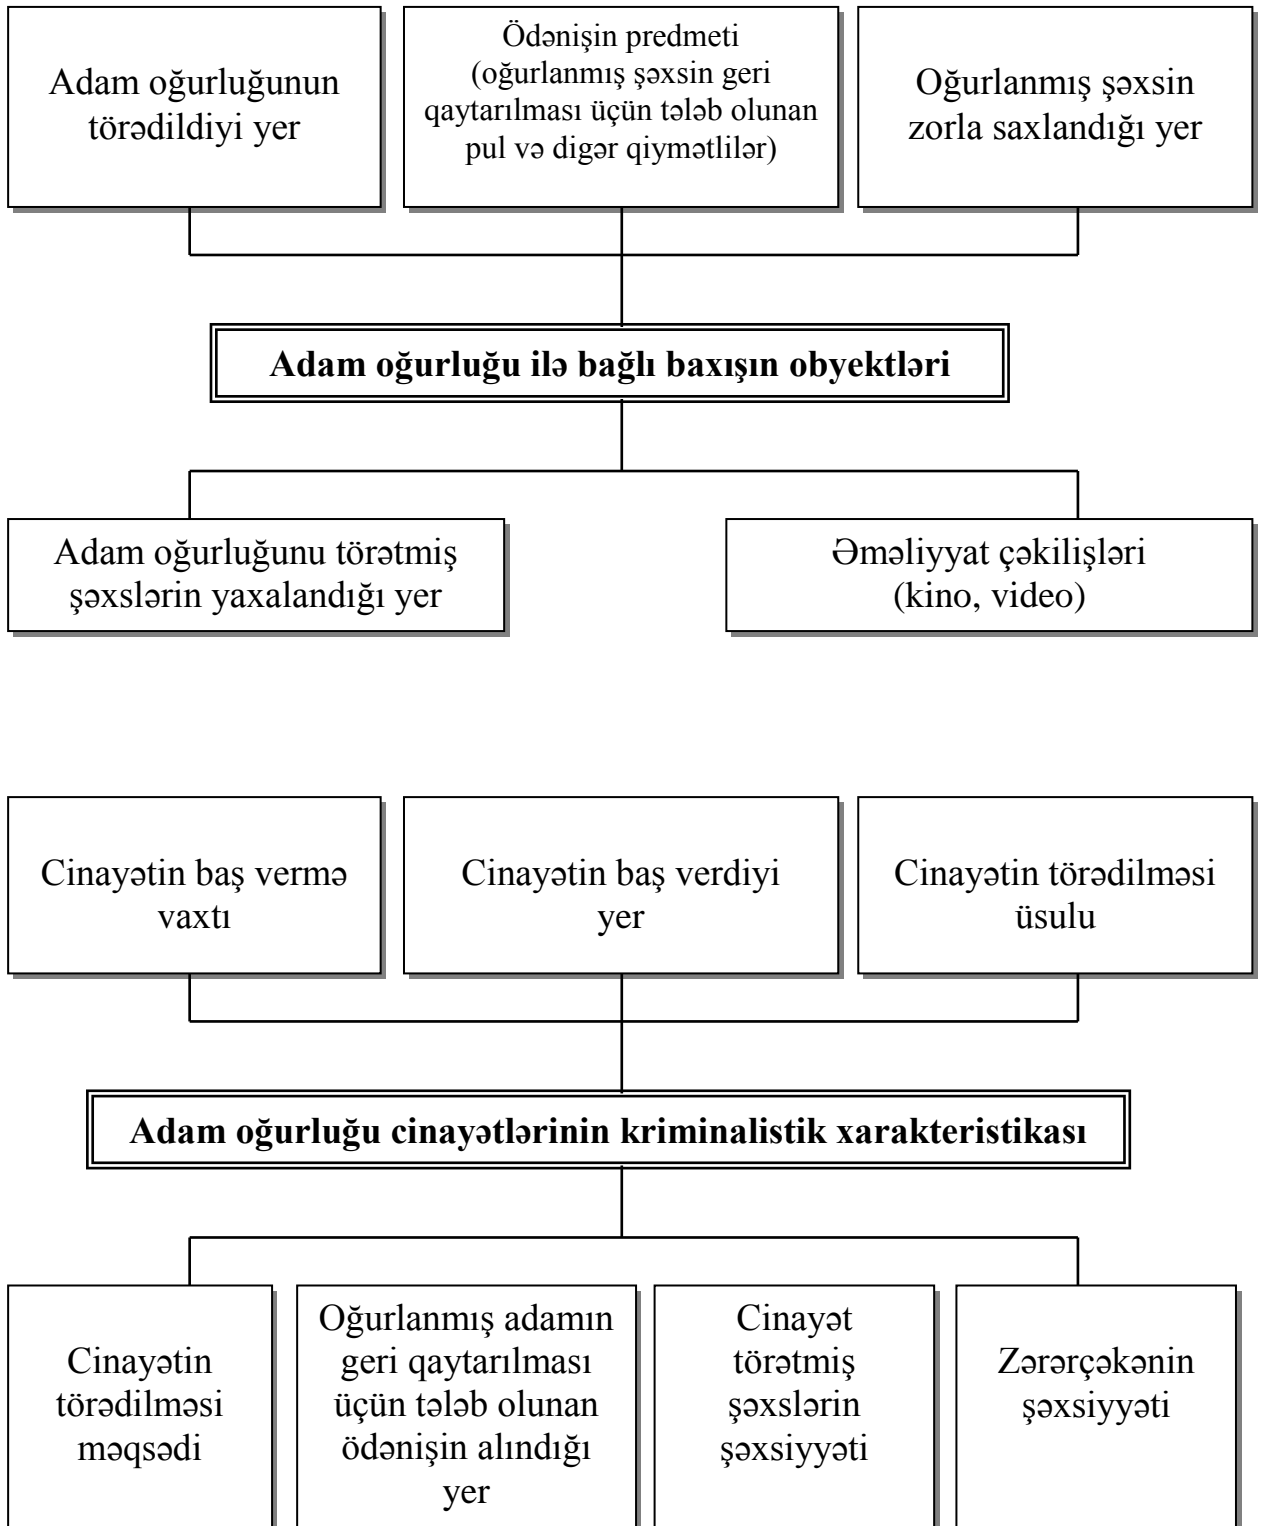 Adam oğurluğunun
törədildiyi yer
Ödənişin predmeti
(oğurlanmış şəxsin geri
qaytarılması üçün tələb olunan
pul və digər qiymətlilər)
Oğurlanmış şəxsin
zorla saxlandığı yer
Adam oğurluğu ilə bağlı baxışın obyektləri
Adam oğurluğunu törətmiş
şəxslərin yaxalandığı yer
Əməliyyat çəkilişləri
(kino, video)
Cinayətin baş vermə
vaxtı
Cinayətin baş verdiyi
yer
Cinayətin törədilməsi
üsulu
Adam oğurluğu cinayətlərinin kriminalistik xarakteristikası
Cinayətin
törədilməsi
məqsədi
Oğurlanmış adamın
geri qaytarılması
üçün tələb olunan
ödənişin alındığı
yer
Cinayət
törətmiş
şəxslərin
şəxsiyyəti
Zərərçəkənin
şəxsiyyəti